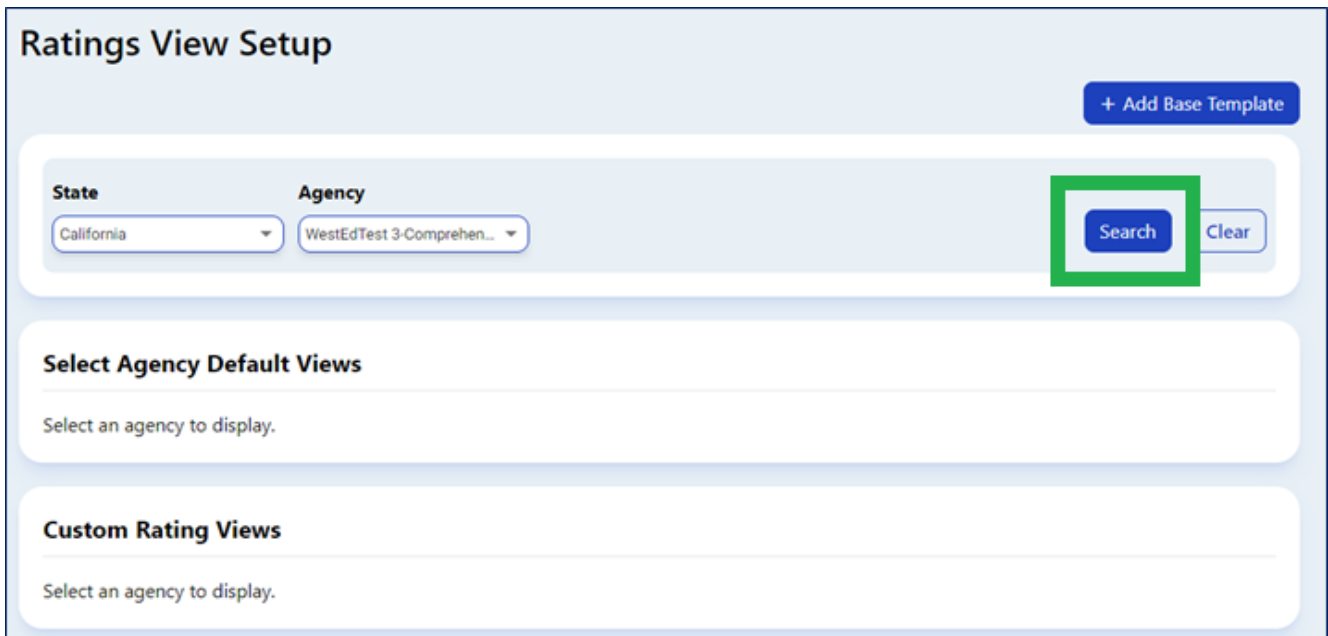 Ratings View Setup
+ Add Base Template
State
Agency
California
WestEdTest 3-Comprehen...
Search
Clear
Select Agency Default Views
Select an agency to display.
Custom Rating Views
Select an agency to display.